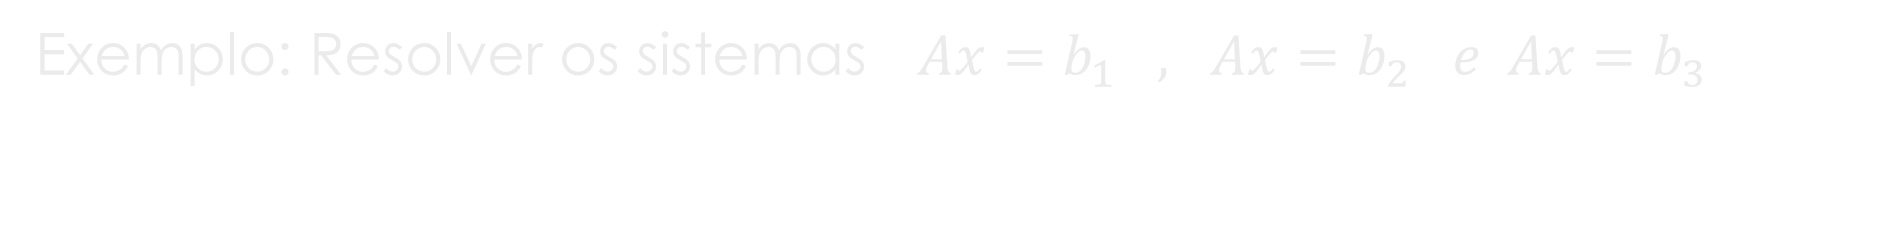 Exemplo: Resolver os sistemas Ax = b₁ , Ax = b₂ e Ax = b₃